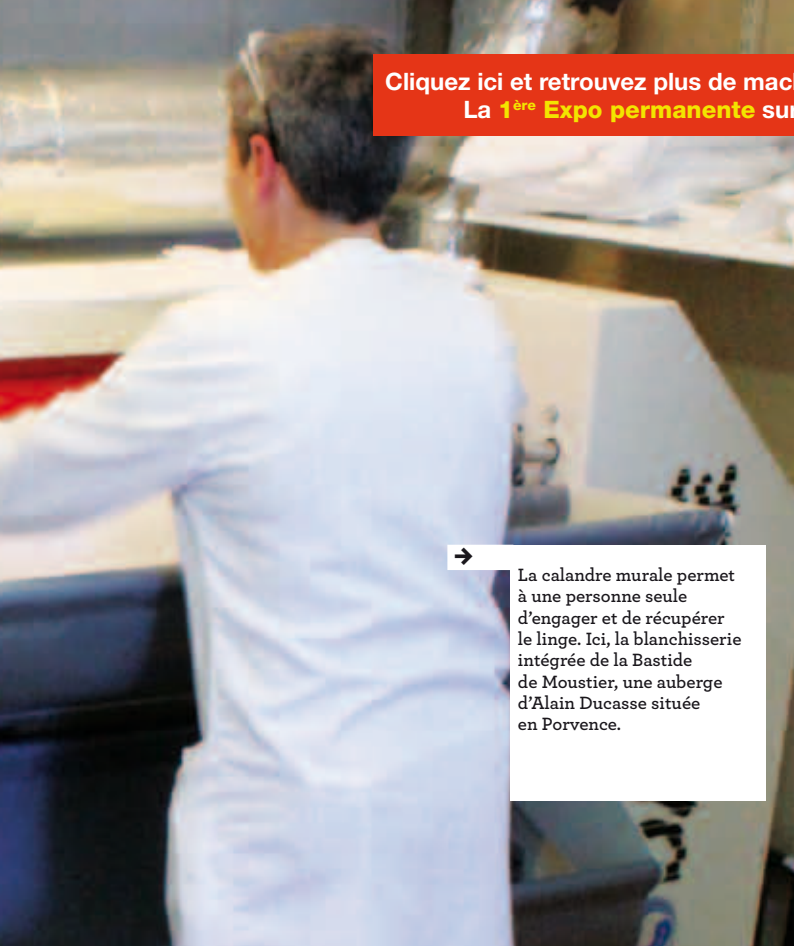 Cliquez ici et retrouvez plus de
La 1ère Expo permanente
→
La calandre murale permet
à une personne seule
d’engager et de récupérer
le linge. Ici, la blanchisserie
intégrée de la Bastide
de Moustier, une auberge
d’Alain Ducasse située
en Porvence.